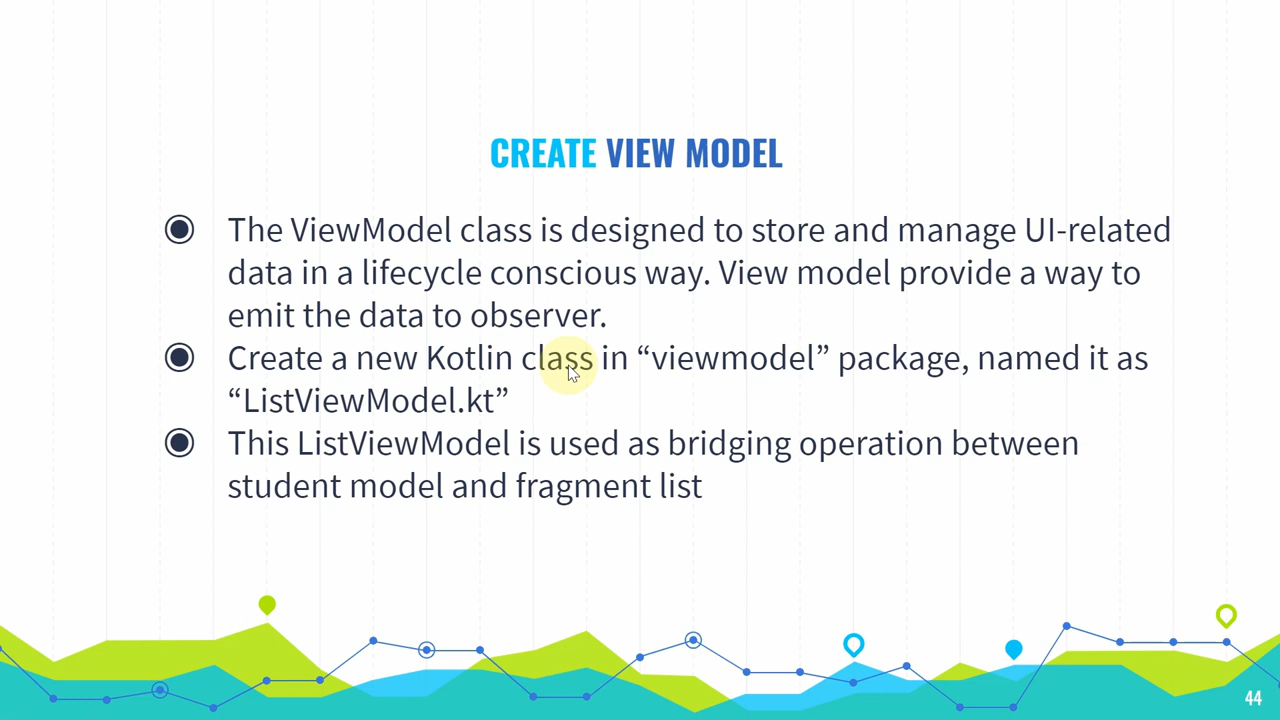 CREATE VIEW MODEL
The ViewModel class is designed to store and manage UI-related
data in a lifecycle conscious way. View model provide a way to
emit the data to observer.
Create a new Kotlin class in “viewmodel” package, named it as
“ListViewModel.kt”
This ListViewModel is used as bridging operation between
student model and fragment list
44